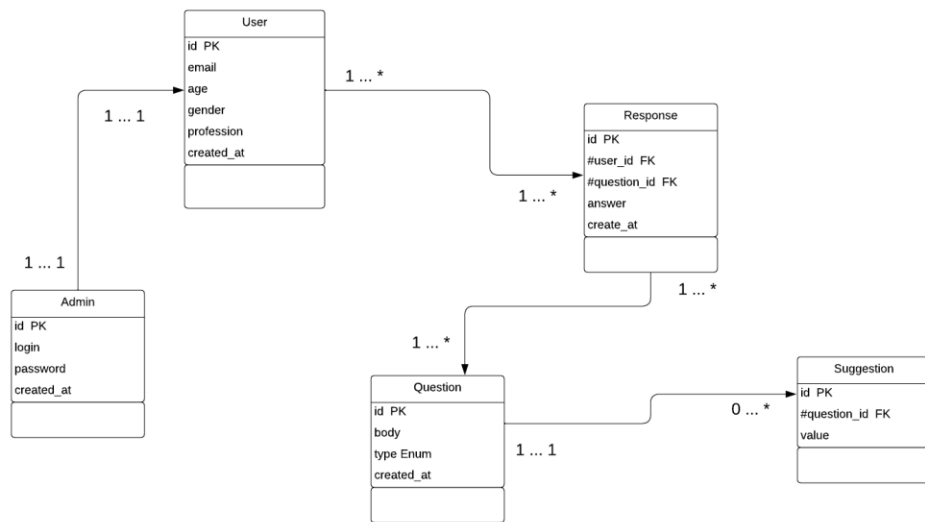 User
id PK
email
age
gender
profession
created_at
1 ... 1
1 ... *
Response
id PK
#user_id FK
#question_id FK
answer
create_at
1 ... *
1 ... 1
Admin
id PK
login
password
created_at
1 ... *
1 ... *
Question
id PK
body
type Enum
created_at
1 ... 1
0 ... *
Suggestion
id PK
#question_id FK
value